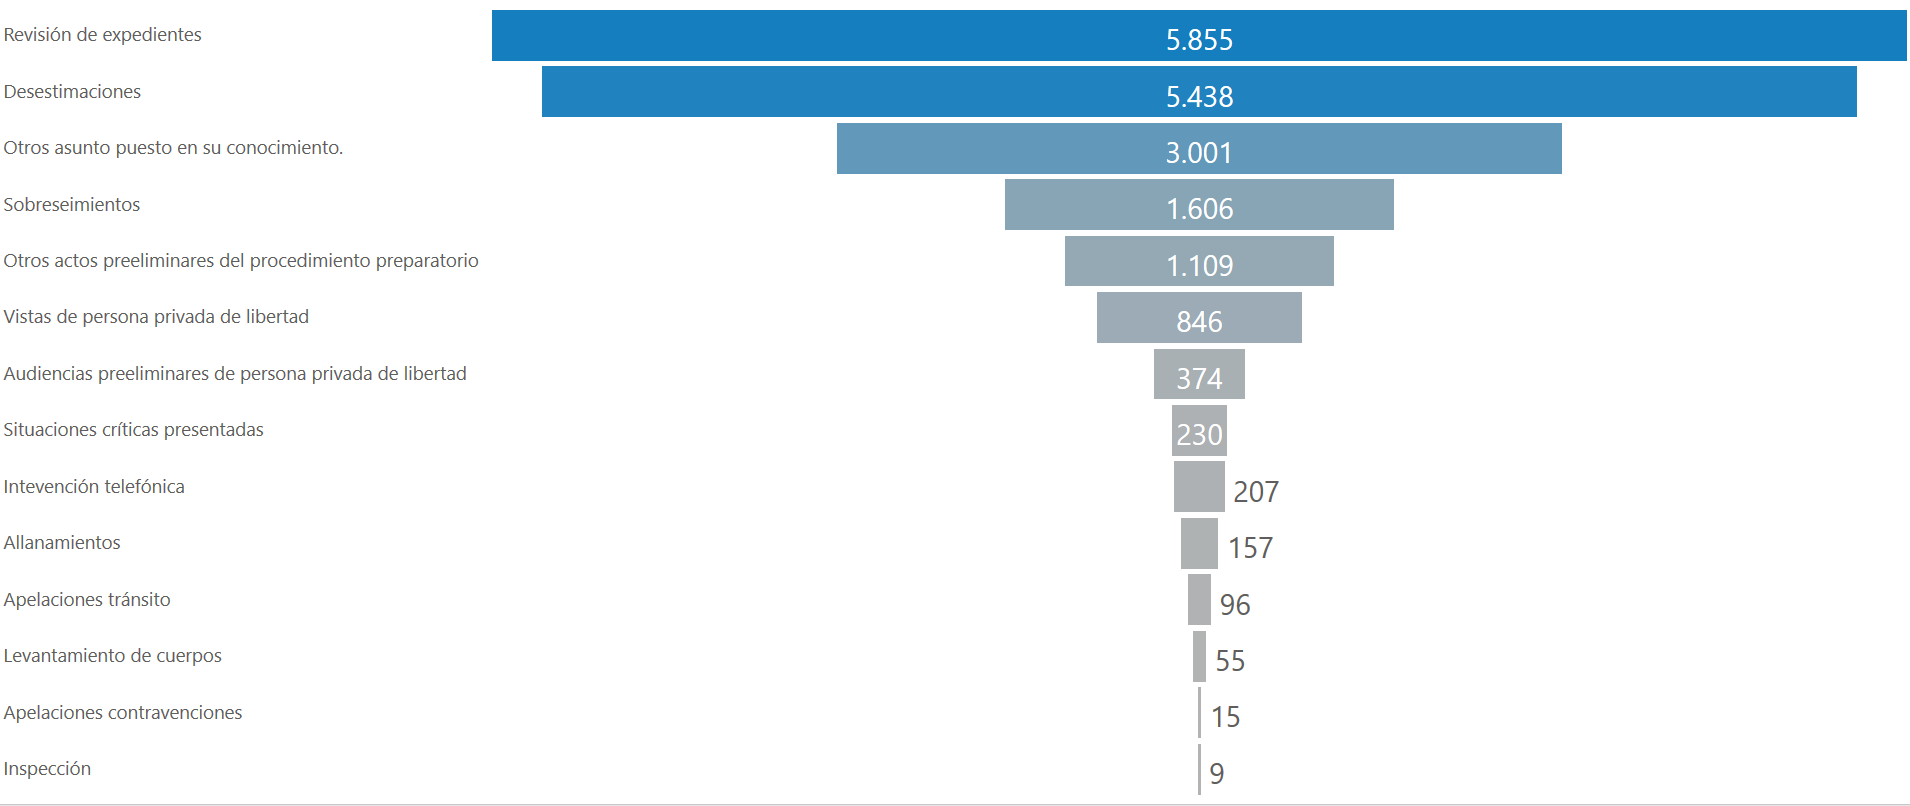 Revisión de expedientes 5.855
Desestimaciones 5.438
Otros asunto puesto en su conocimiento. 3.001
Sobreseimientos 1.606
Otros actos preeliminares del procedimiento preparatorio 1.109
Vistas de persona privada de libertad 846
Audiencias preeliminares de persona privada de libertad 374
Situaciones críticas presentadas 230
Intevención telefónica 207
Allanamientos 157
Apelaciones tránsito 96
Levantamiento de cuerpos 55
Apelaciones contravenciones 15
Inspección 9